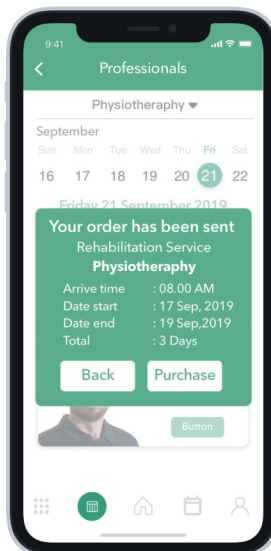 9:41
Professionals
Physiotheraphy
September
Sun Mon Tue Wed Thu Fri Sat
16 17 18 19 20 21 22
Friday 21 September 2019
Your order has been sent
Rehabilitation Service
Physiotheraphy
Arrive time : 08.00 AM
Date start : 17 Sep, 2019
Date end : 19 Sep,2019
Total : 3 Days
Back Purchase
Button